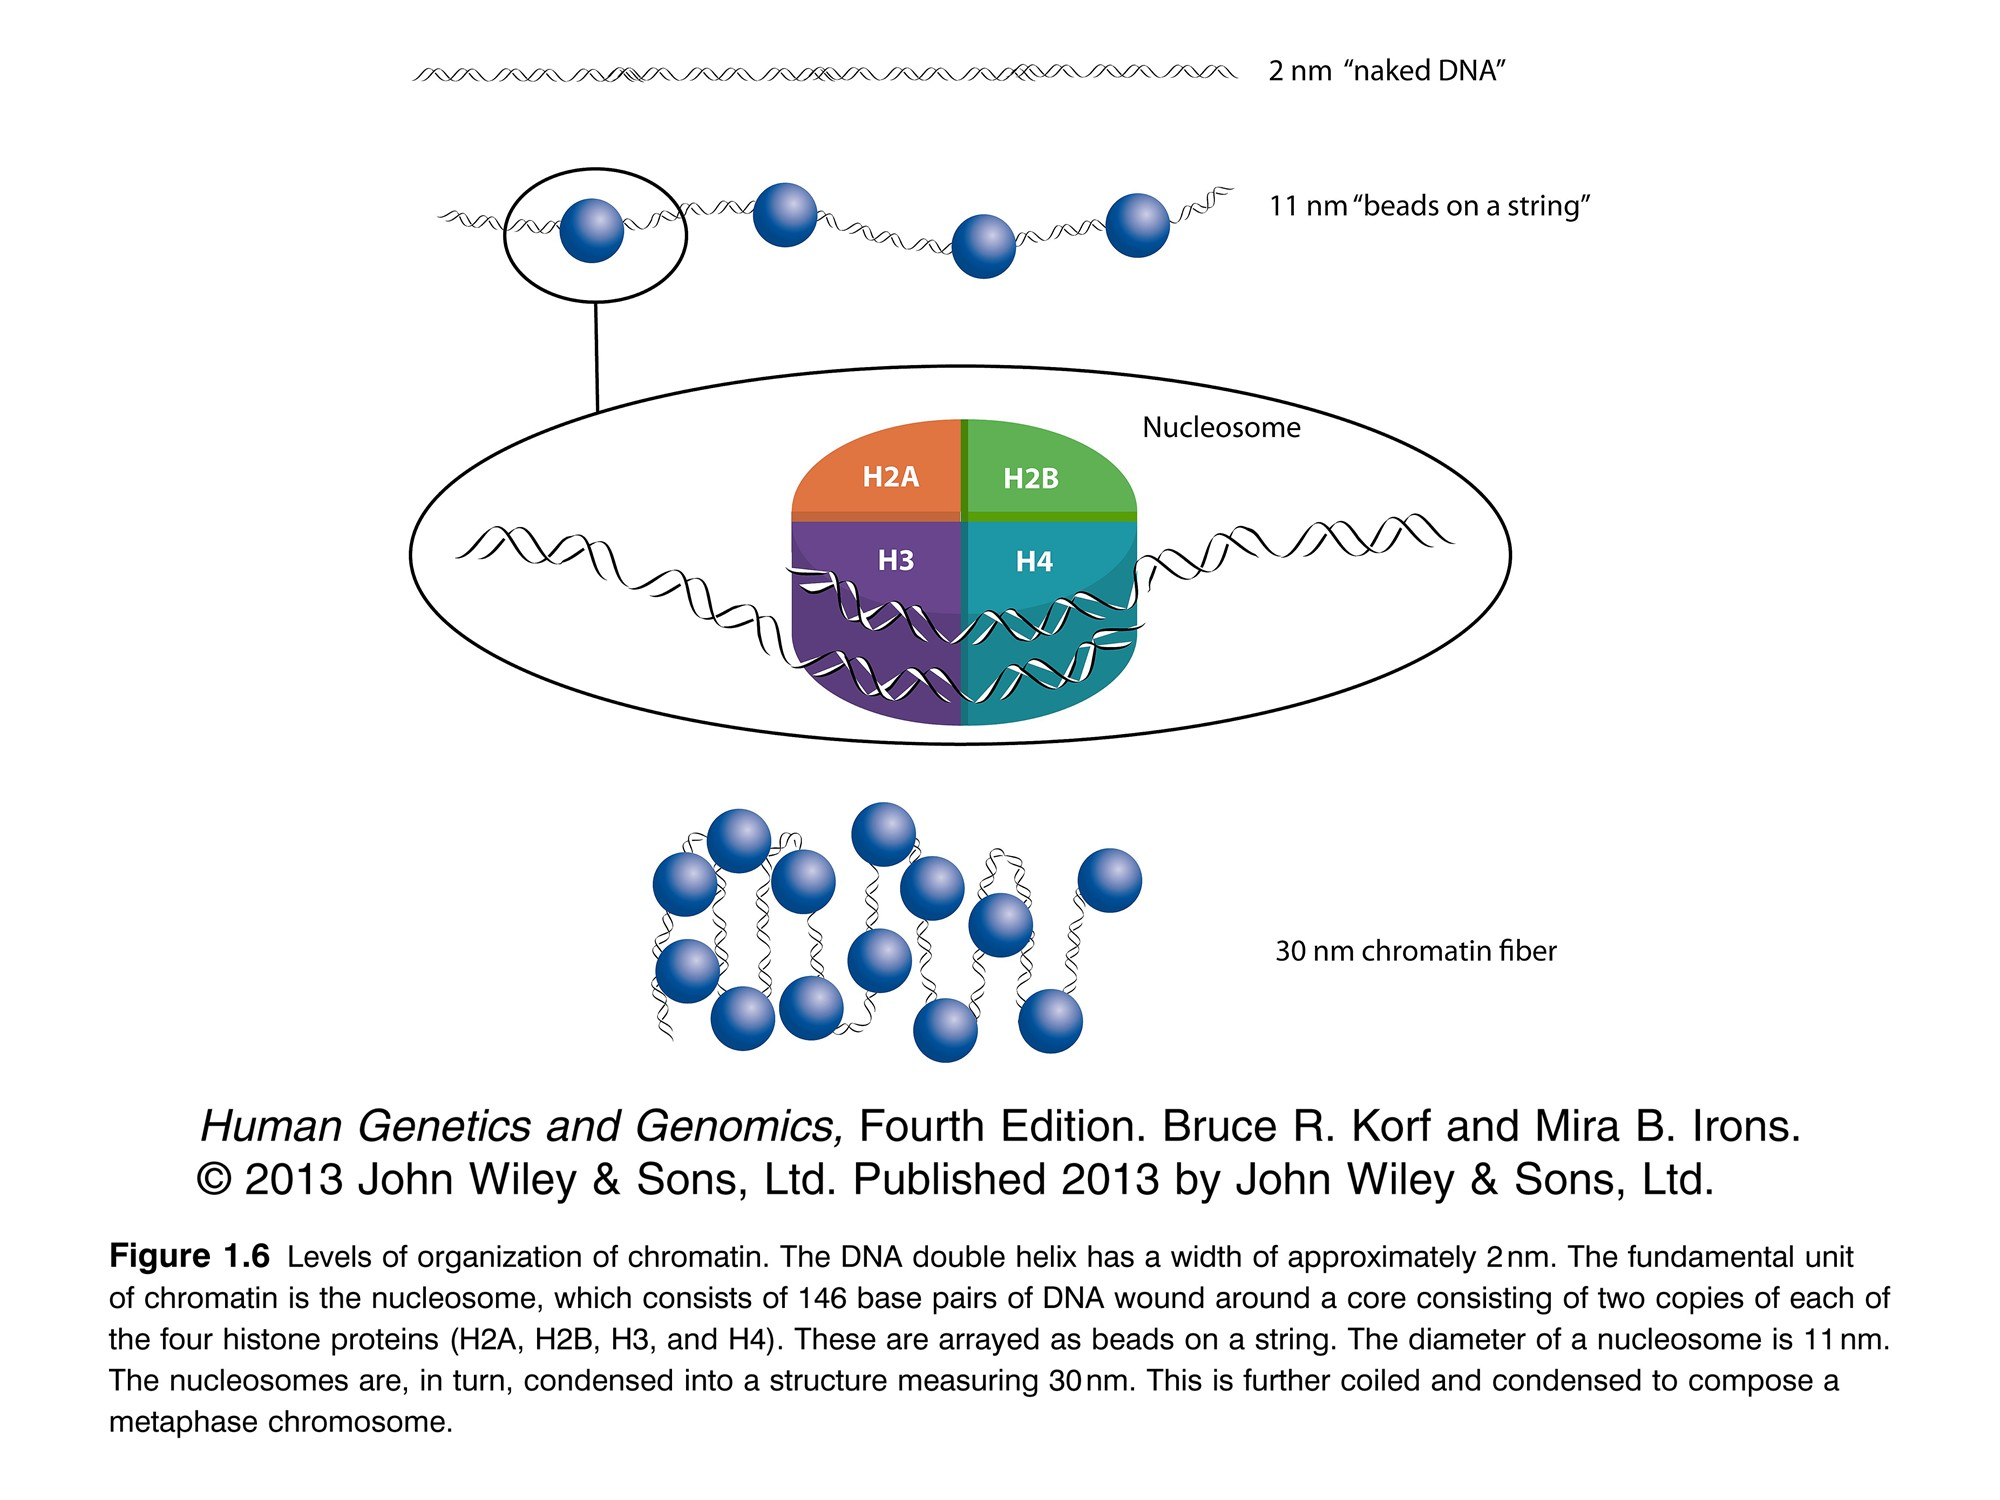 2 nm “naked DNA”
11 nm “beads on a string”
Nucleosome
H2A
H2B
H3
H4
30 nm chromatin fiber
Human Genetics and Genomics, Fourth Edition. Bruce R. Korf and Mira B. Irons.
© 2013 John Wiley & Sons, Ltd. Published 2013 by John Wiley & Sons, Ltd.
Figure 1.6 Levels of organization of chromatin. The DNA double helix has a width of approximately 2 nm. The fundamental unit
of chromatin is the nucleosome, which consists of 146 base pairs of DNA wound around a core consisting of two copies of each of
the four histone proteins (H2A, H2B, H3, and H4). These are arrayed as beads on a string. The diameter of a nucleosome is 11 nm.
The nucleosomes are, in turn, condensed into a structure measuring 30 nm. This is further coiled and condensed to compose a
metaphase chromosome.